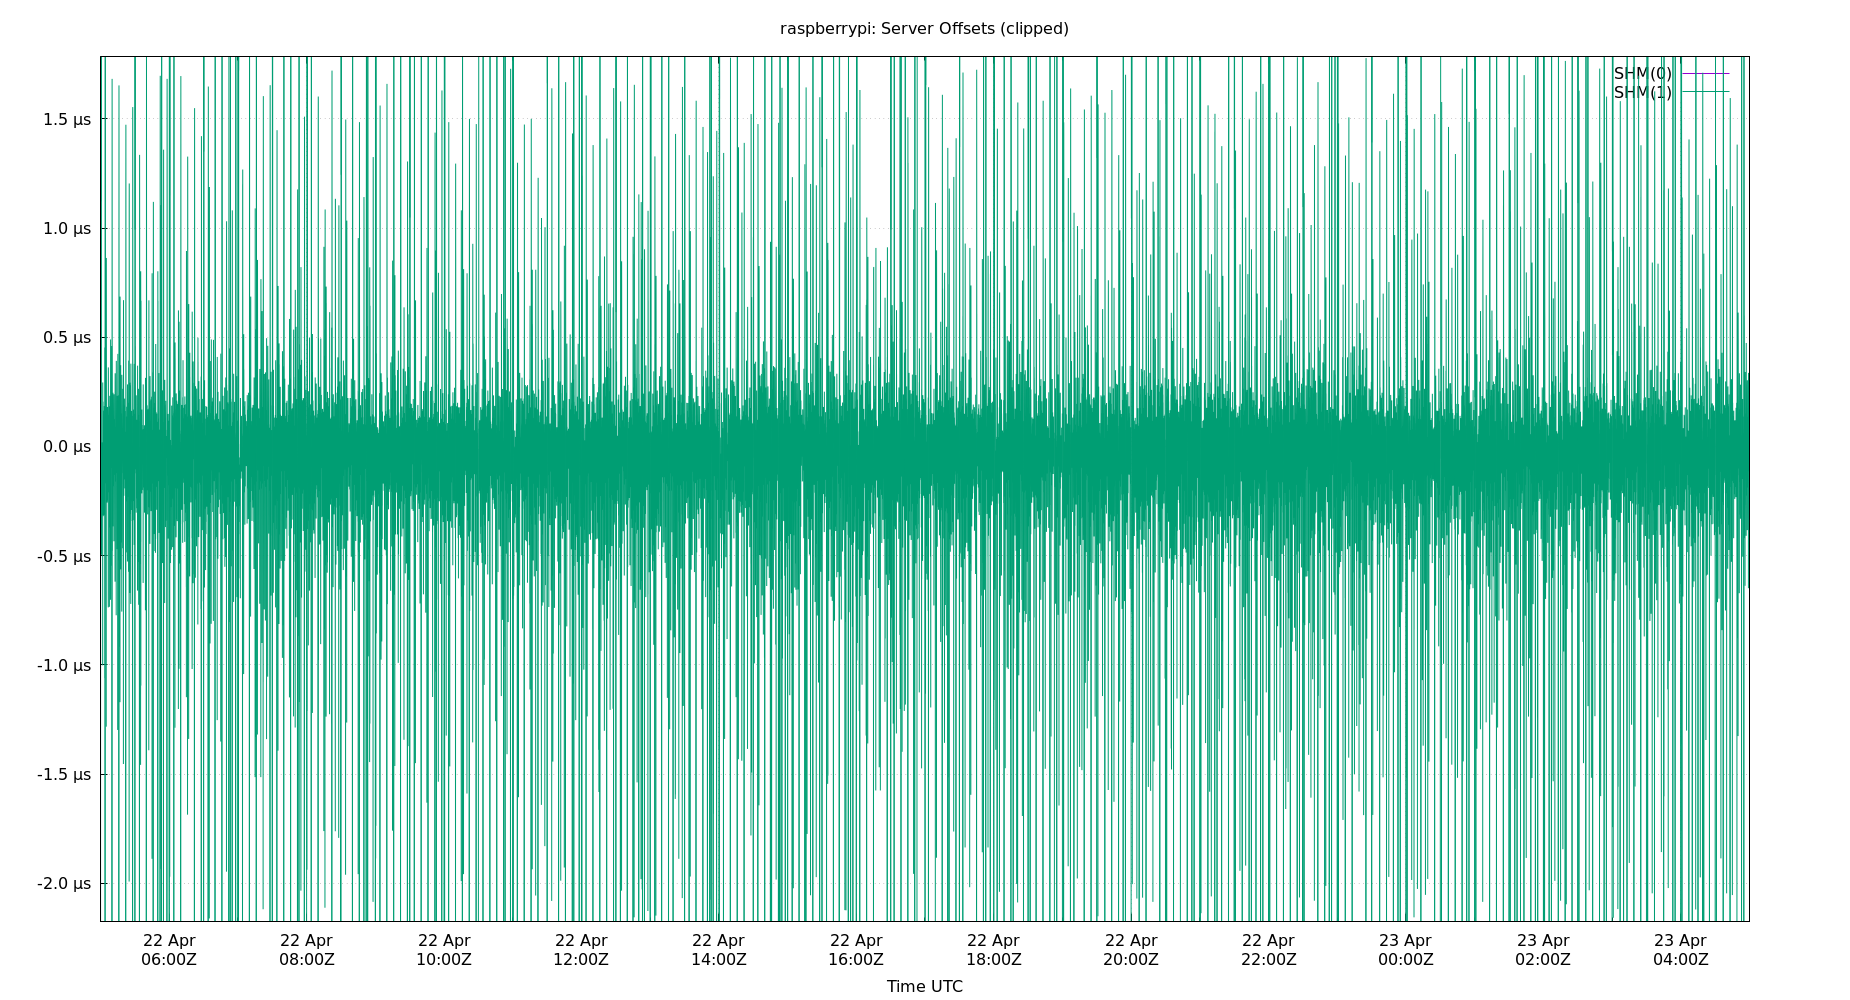 raspberrypi: Server Offsets (clipped)
SHM(0)
SHM(1)
1.5 µs
1.0 µs
0.5 µs
0.0 µs
-0.5 µs
-1.0 µs
-1.5 µs
-2.0 µs
22 Apr 22 Apr 22 Apr 22 Apr 22 Apr 22 Apr 22 Apr 22 Apr 22 Apr 23 Apr 23 Apr 23 Apr
06:00Z 08:00Z 10:00Z 12:00Z 14:00Z 16:00Z 18:00Z 20:00Z 22:00Z 00:00Z 02:00Z 04:00Z
Time UTC